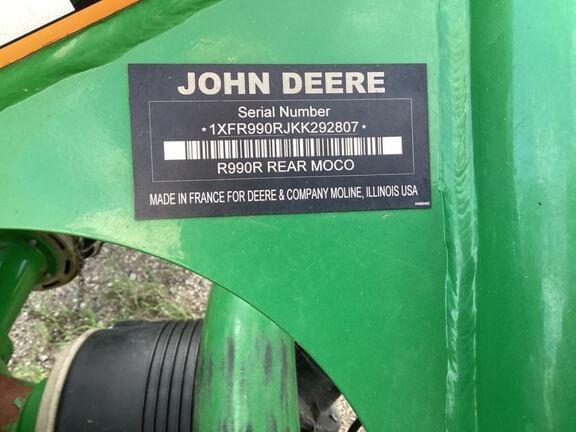 JOHN DEERE
Serial Number
*1XFR990RJKK292807*
R990R REAR MOCO
MADE IN FRANCE FOR DEERE & COMPANY MOLINE, ILLINOIS USA